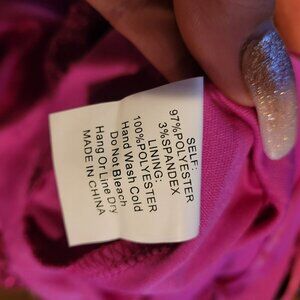 SELF:
97%POLYESTER
3%SPANDEX
LINING:
100%POLYESTER
Hand Wash Cold
Do Not Bleach
Hang Or Line Dry
MADE IN CHINA